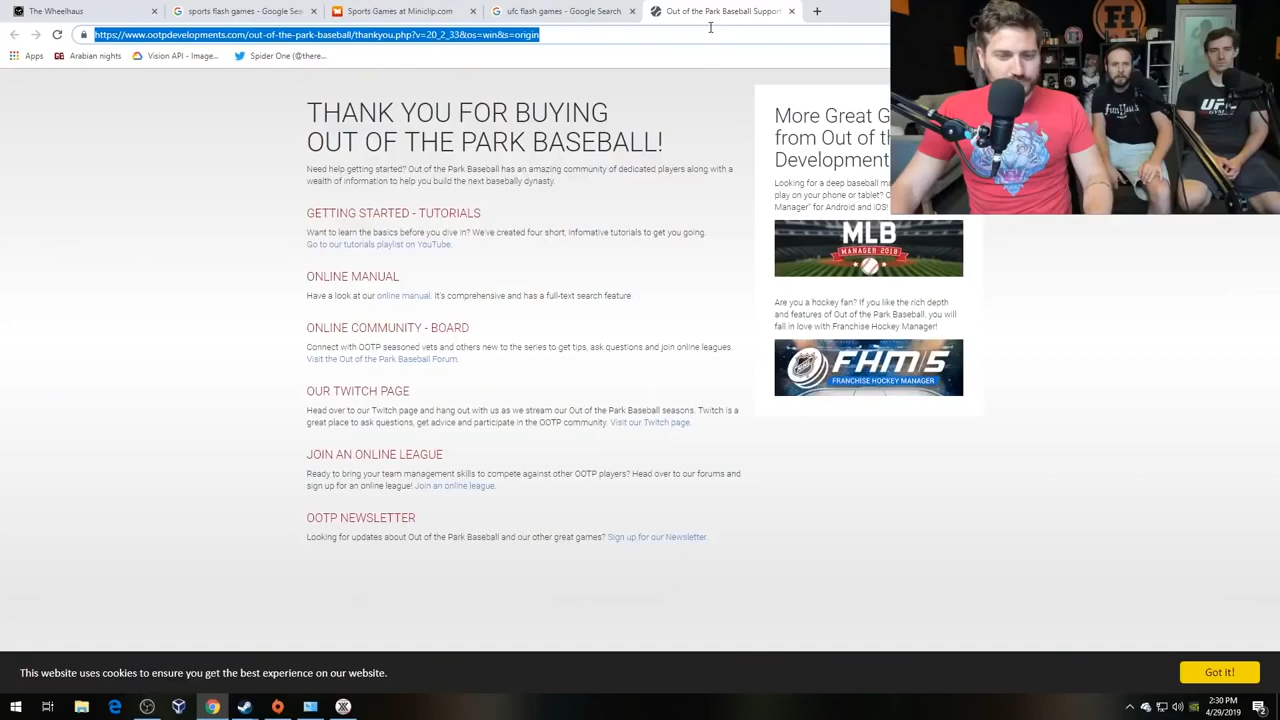 The Wheelhaus
sports flash games - Google Sea
Sports Games at Miniclip.com
ufc flash games - Google Search
Out of the Park Baseball Support
https://www.ootpdevelopments.com/out-of-the-park-baseball/thankyou.php?v=20_2_33&os=win&s=origin
Apps
Arabian nights
Vision API - Image...
Spider One (@there...
THANK YOU FOR BUYING
OUT OF THE PARK BASEBALL!
Need help getting started? Out of the Park Baseball has an amazing community of dedicated players along with a
wealth of information to help you build the next baseball dynasty.
GETTING STARTED - TUTORIALS
Want to learn the basics before you dive in? We've created four short, infomative tutorials to get you going.
Go to our tutorials playlist on YouTube.
ONLINE MANUAL
Have a look at our online manual. It's comprehensive and has a full-text search feature.
ONLINE COMMUNITY - BOARD
Connect with OOTP seasoned vets and others new to the series to get tips, ask questions and join online leagues.
Visit the Out of the Park Baseball Forum.
OUR TWITCH PAGE
Head over to our Twitch page and hang out with us as we stream our Out of the Park Baseball seasons. Twitch is a
great place to ask questions, get advice and participate in the OOTP community. Visit our Twitch page.
JOIN AN ONLINE LEAGUE
Ready to bring your team management skills to compete against other OOTP players? Head over to our forums and
sign up for an online league! Join an online league.
OOTP NEWSLETTER
Looking for updates about Out of the Park Baseball and our other great games? Sign up for our Newsletter.
More Great G
from Out of th
Development
Looking for a deep baseball ma
play on your phone or tablet? O
Manager" for Android and iOS!
MLB
MANAGER 2018
Are you a hockey fan? If you like the rich depth
and features of Out of the Park Baseball, you will
fall in love with Franchise Hockey Manager!
FHM5
FRANCHISE HOCKEY MANAGER
FUNHAUS
UFC
This website uses cookies to ensure you get the best experience on our website.
Got it!
2:30 PM
4/29/2019
2